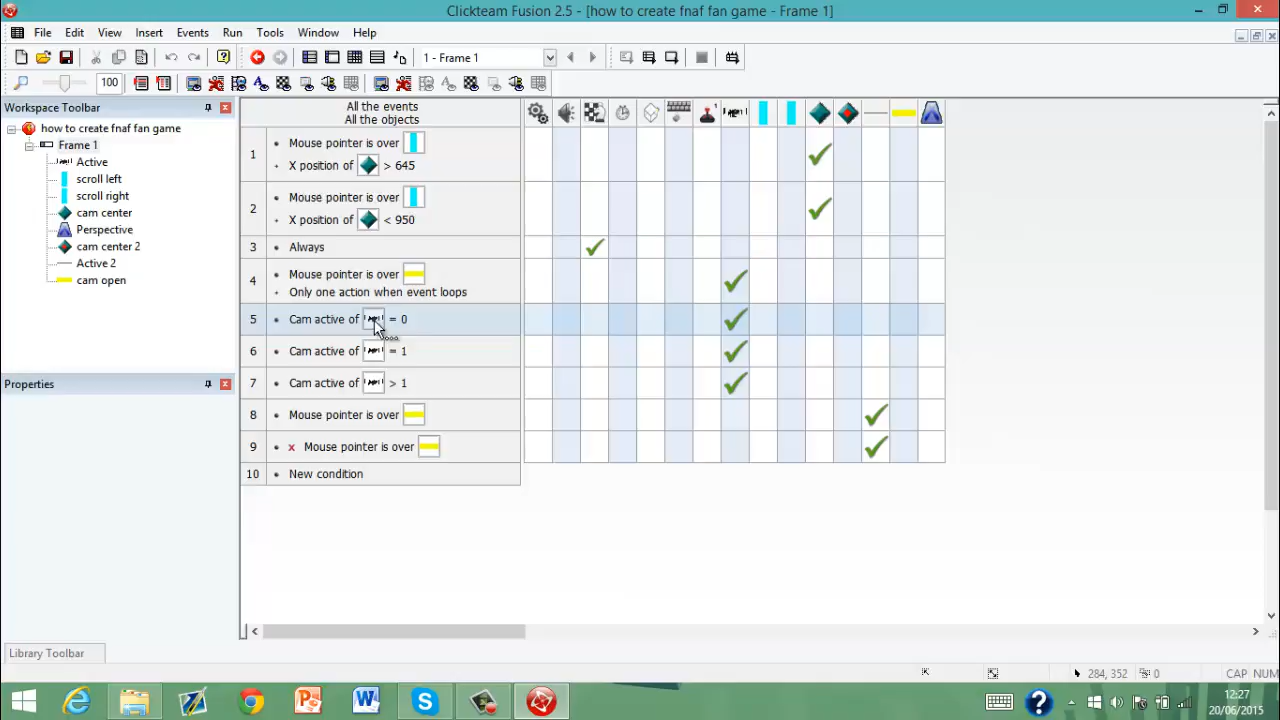 Clickteam Fusion 2.5 - [how to create fnaf fan game - Frame 1]
File Edit View Insert Events Run Tools Window Help
1 - Frame 1
100
Workspace Toolbar
how to create fnaf fan game
Frame 1
Active
scroll left
scroll right
cam center
Perspective
cam center 2
Active 2
cam open
Properties
Library Toolbar
All the events
All the objects
1
Mouse pointer is over
X position of > 645
2
Mouse pointer is over
X position of < 950
3 Always
4
Mouse pointer is over
Only one action when event loops
5 Cam active of = 0
6 Cam active of = 1
7 Cam active of > 1
8 Mouse pointer is over
9 X Mouse pointer is over
10 New condition
284, 352 0 CAP NUM
12:27
20/06/2015